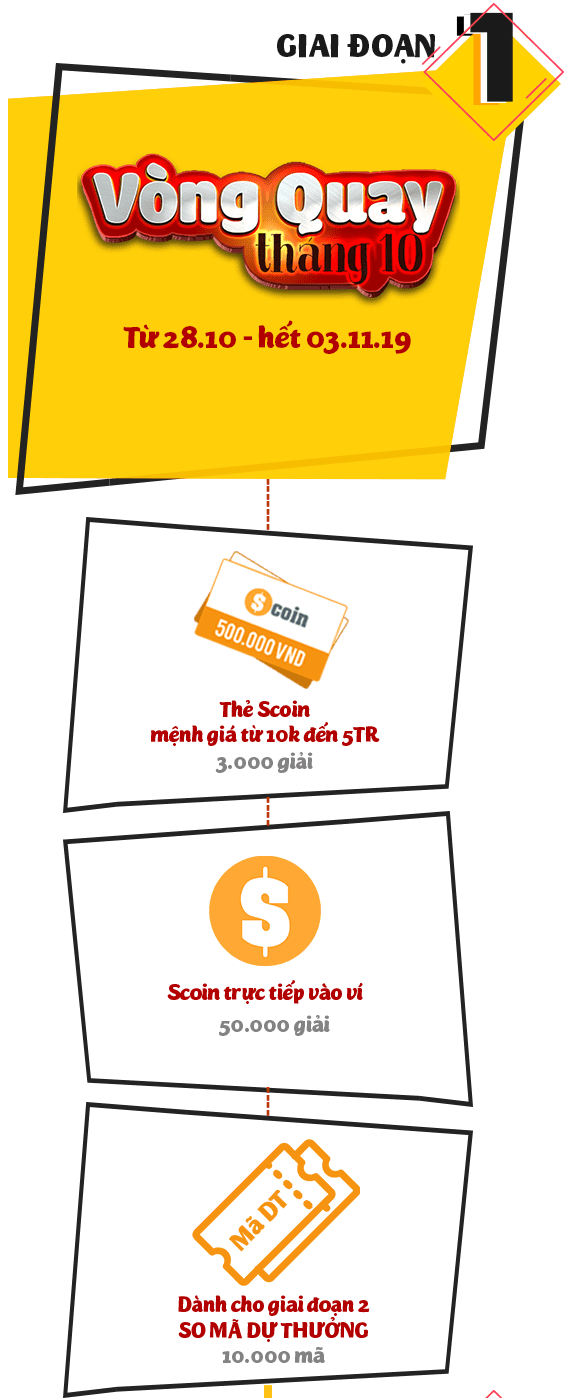 GIAI ĐOẠN 1
Vòng Quay
tháng 10
Từ 28.10 - hết 03.11.19
$coin
500.000 VND
Thẻ Scoin
mệnh giá từ 10k đến 5TR
3.000 giải
$
Scoin trực tiếp vào ví
50.000 giải
Mã DT
Dành cho giai đoạn 2
SO MÃ DỰ THƯỞNG
10.000 mã